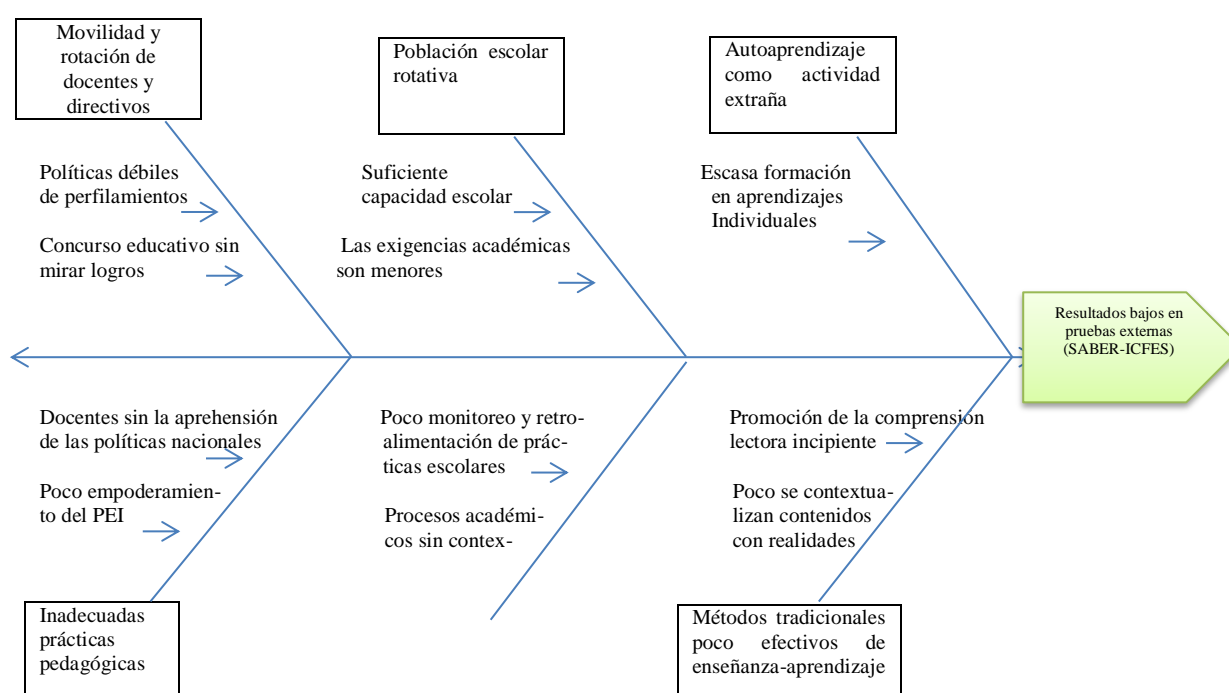 Movilidad y
rotación de
docentes y
directivos
Población escolar
rotativa
Autoaprendizaje
como actividad
extraña
Políticas débiles
de perfilamientos
Concurso educativo sin
mirar logros
Suficiente
capacidad escolar
Las exigencias académicas
son menores
Escasa formación
en aprendizajes
Individuales
Resultados bajos en
pruebas externas
(SABER-ICFES)
Docentes sin la aprehensión
de las políticas nacionales
Poco empoderamien-
to del PEI
Poco monitoreo y retro-
alimentación de prác-
ticas escolares
Procesos académi-
cos sin contex-
Promoción de la comprensión
lectora incipiente
Poco se contextua-
lizan contenidos
con realidades
Inadecuadas
prácticas
pedagógicas
Métodos tradicionales
poco efectivos de
enseñanza-aprendizaje